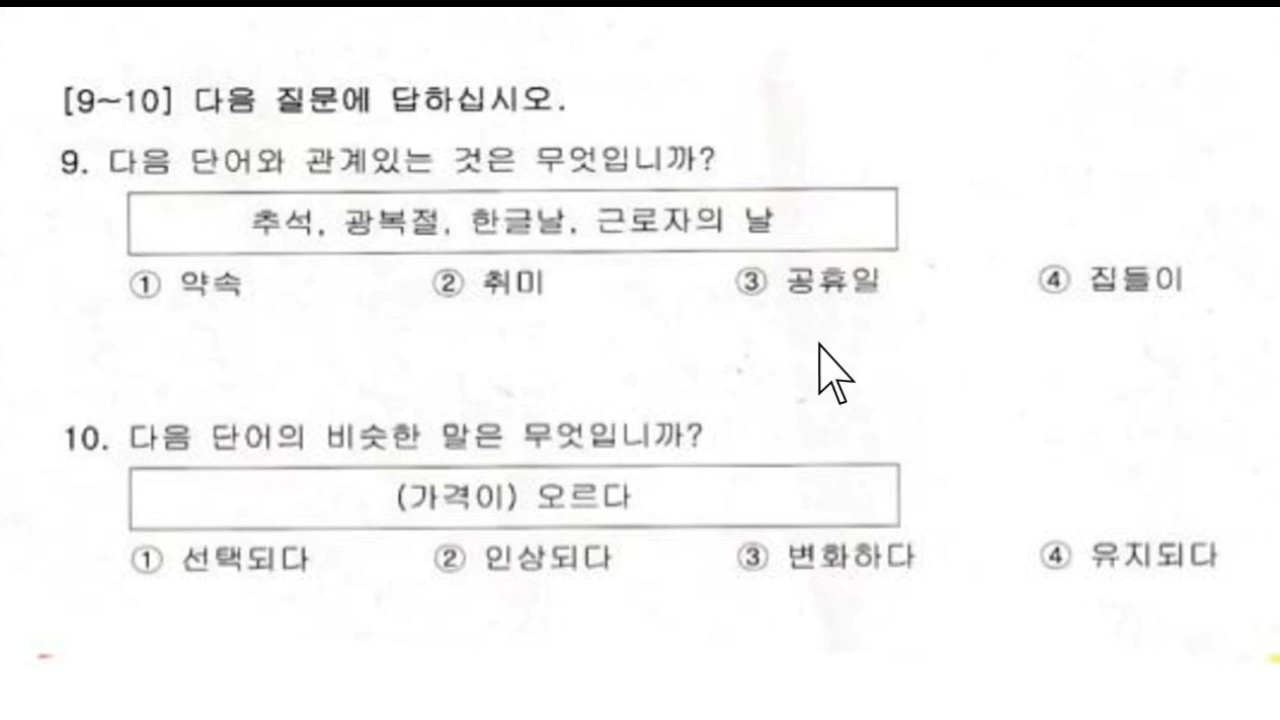 [9~10] 다음 질문에 답하십시오.
9. 다음 단어와 관계있는 것은 무엇입니까?
추석, 광복절, 한글날, 근로자의 날
① 약속 ② 취미 ③ 공휴일 ④ 집들이
10. 다음 단어의 비슷한 말은 무엇입니까?
(가격이) 오르다
① 선택되다 ② 인상되다 ③ 변화하다 ④ 유지되다